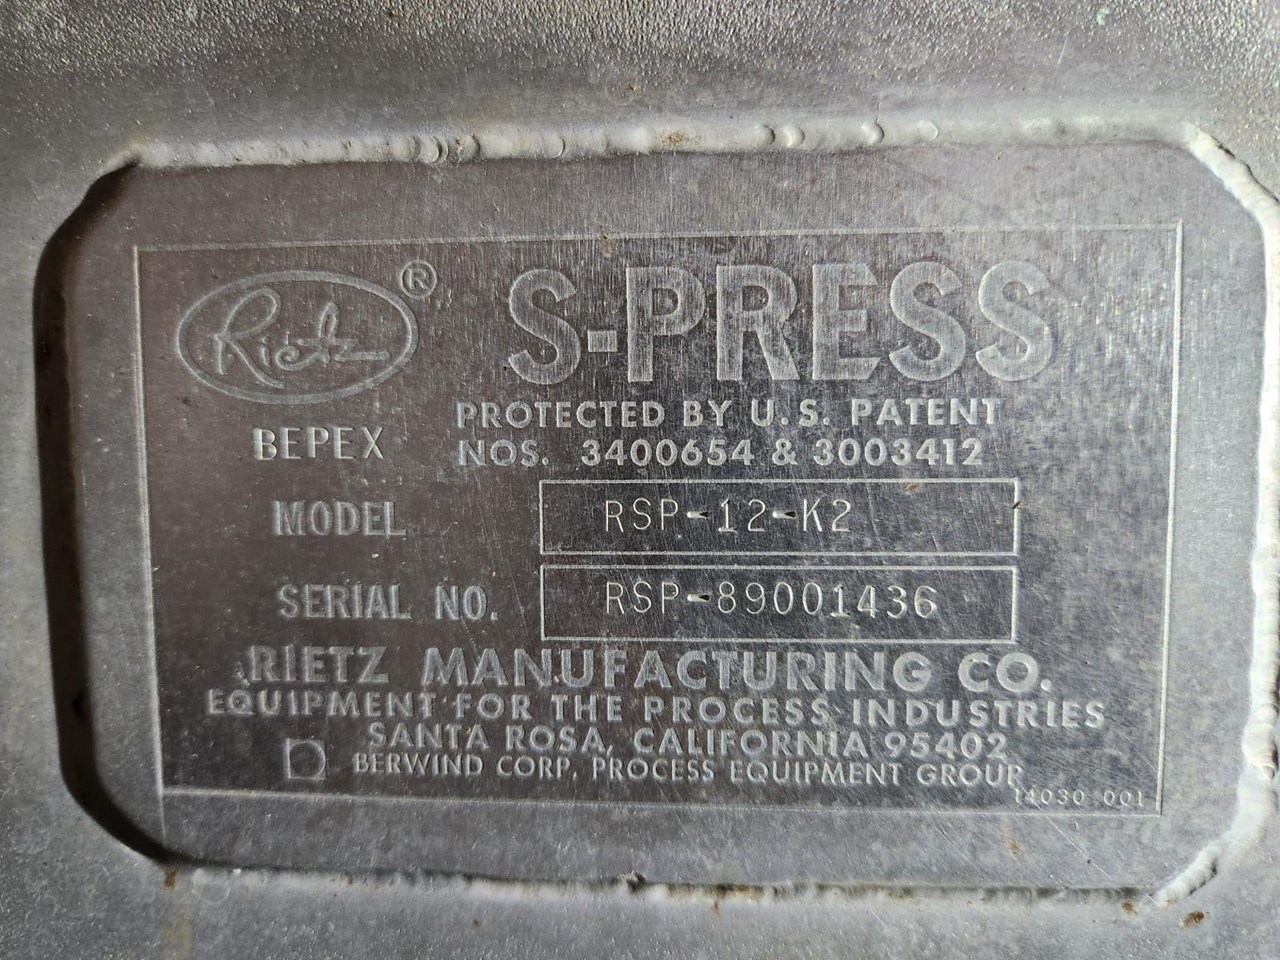 Rietz ®
S-PRESS
PROTECTED BY U.S. PATENT
BEPEX
NOS. 3400654 & 3003412
MODEL RSP-12-K2
SERIAL NO. RSP-89001436
RIETZ MANUFACTURING CO.
EQUIPMENT FOR THE PROCESS INDUSTRIES
SANTA ROSA, CALIFORNIA 95402
BERWIND CORP. PROCESS EQUIPMENT GROUP
14030 001